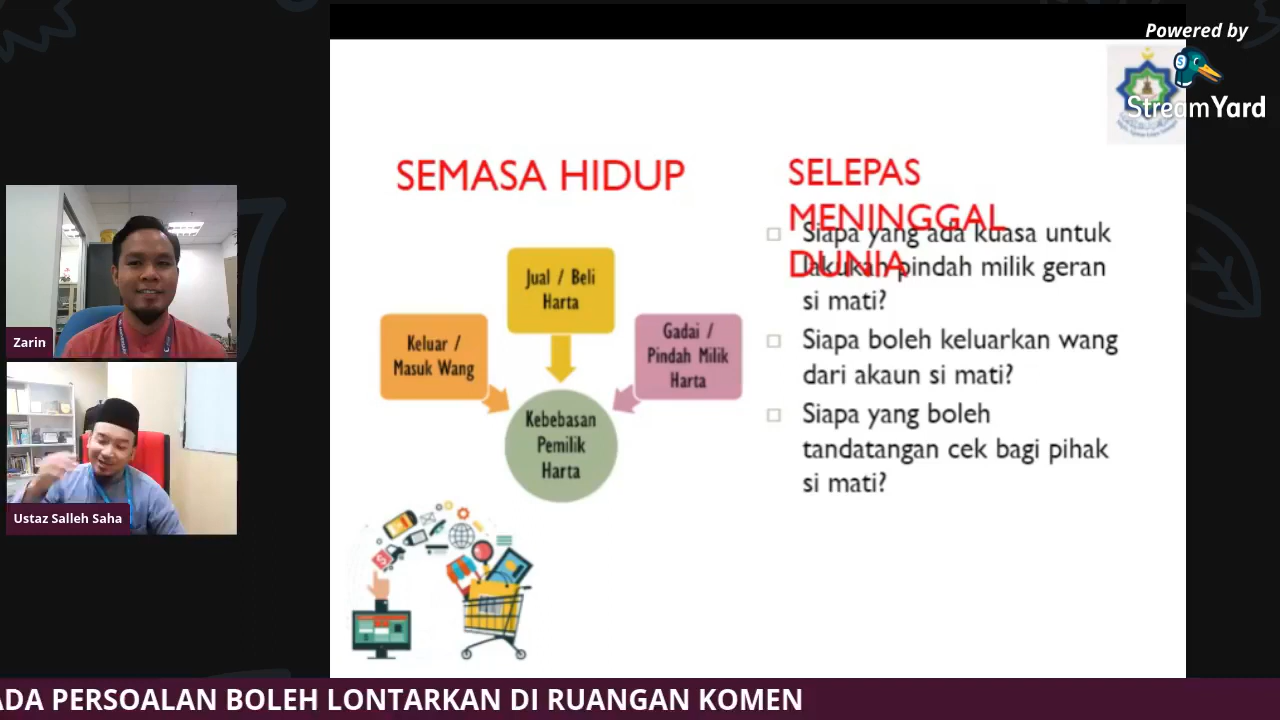 Powered by
StreamYard
SEMASA HIDUP
SELEPAS
MENINGGAL
DUNIA
Jual / Beli
Harta
Keluar /
Masuk Wang
Gadai /
Pindah Milik
Harta
Kebebasan
Pemilik
Harta
Siapa yang ada kuasa untuk
lakukan pindah milik geran
si mati?
Siapa boleh keluarkan wang
dari akaun si mati?
Siapa yang boleh
tandatangan cek bagi pihak
si mati?
Zarin
Ustaz Salleh Saha
ADA PERSOALAN BOLEH LONTARKAN DI RUANGAN KOMEN